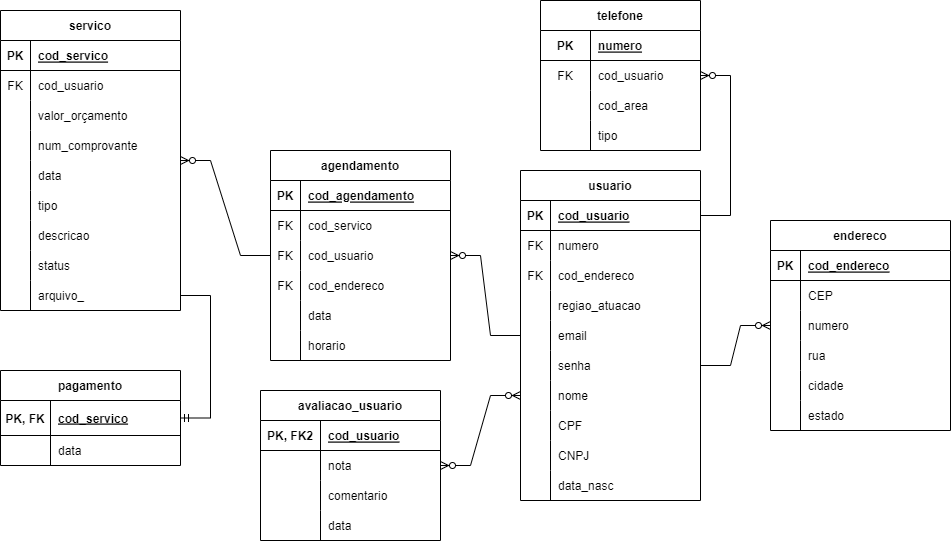 servico
PK cod_servico
FK cod_usuario
valor_orçamento
num_comprovante
data
tipo
descricao
status
arquivo_
pagamento
PK, FK cod_servico
data
agendamento
PK cod_agendamento
FK cod_servico
FK cod_usuario
FK cod_endereco
data
horario
avaliacao_usuario
PK, FK2 cod_usuario
nota
comentario
data
telefone
PK numero
FK cod_usuario
cod_area
tipo
usuario
PK cod_usuario
FK numero
FK cod_endereco
regiao_atuacao
email
senha
nome
CPF
CNPJ
data_nasc
endereco
PK cod_endereco
CEP
numero
rua
cidade
estado